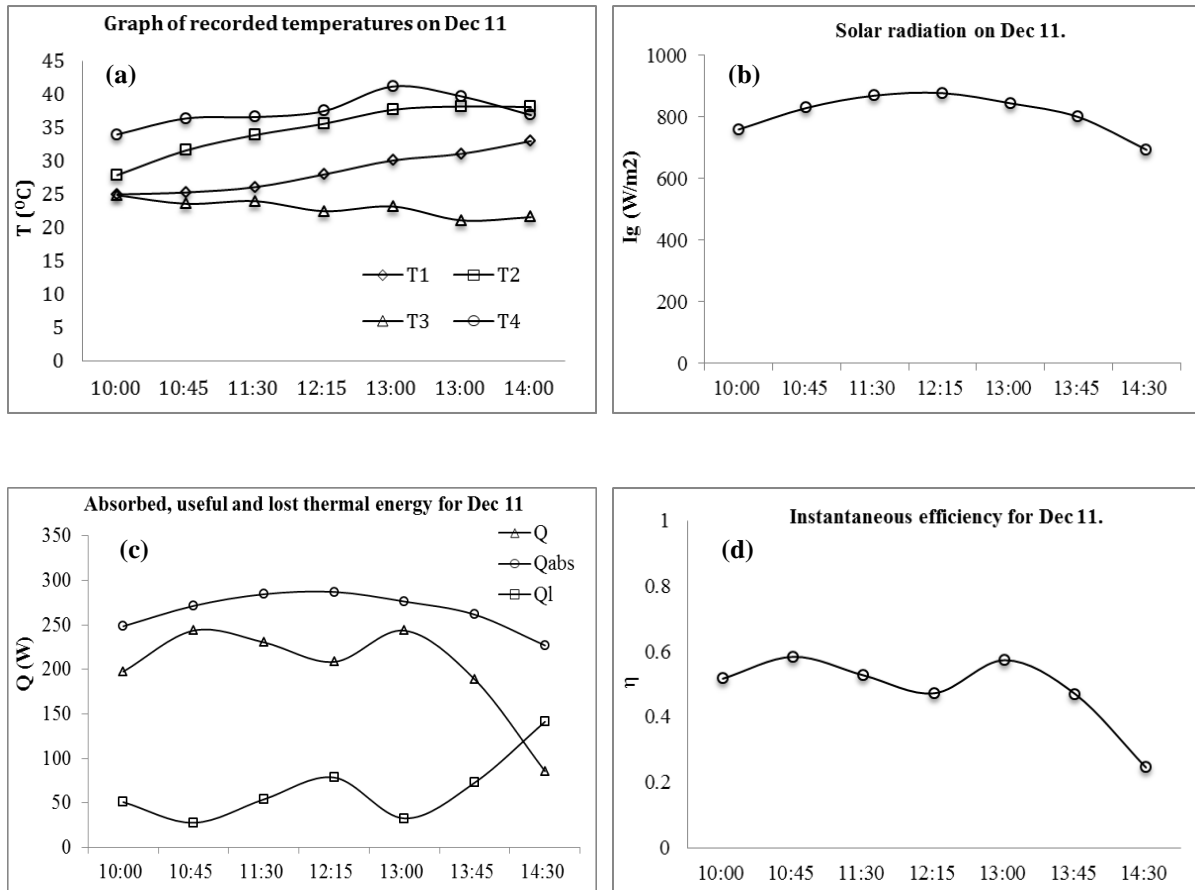 Graph of recorded temperatures on Dec 11
(a)
45
40
35
30
25
20
15
10
5
0
T (⁰C)
T1
T2
T3
T4
10:00 10:45 11:30 12:15 13:00 13:00 14:00
Solar radiation on Dec 11.
(b)
1000
800
600
400
200
0
Ig (W/m2)
10:00 10:45 11:30 12:15 13:00 13:45 14:30
Absorbed, useful and lost thermal energy for Dec 11
(c)
Q
Qabs
Ql
350
300
250
200
150
100
50
0
Q (W)
10:00 10:45 11:30 12:15 13:00 13:45 14:30
Instantaneous efficiency for Dec 11.
(d)
1
0.8
0.6
0.4
0.2
0
η
10:00 10:45 11:30 12:15 13:00 13:45 14:30